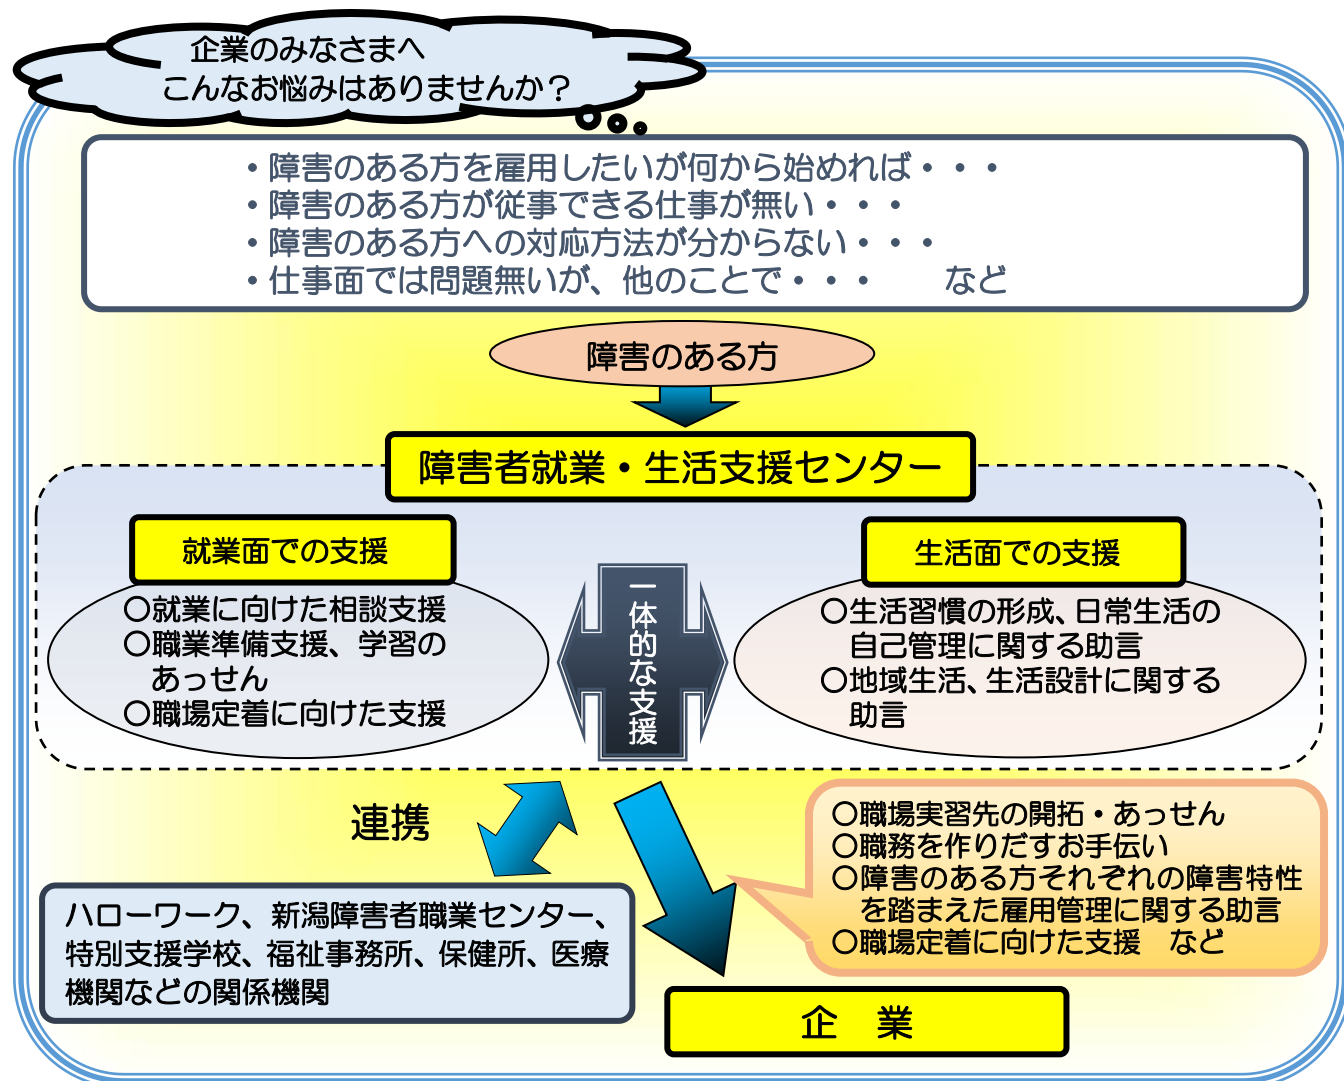 企業のみなさまへ
こんなお悩みはありませんか？
・障害のある方を雇用したいが何から始めれば・・・
・障害のある方が従事できる仕事が無い・・・
・障害のある方への対応方法が分からない・・・
・仕事面では問題無いが、他のことで・・・　　など
障害のある方
障害者就業・生活支援センター
就業面での支援
〇就業に向けた相談支援
〇職業準備支援、学習の
あっせん
〇職場定着に向けた支援
一体的な支援
生活面での支援
〇生活習慣の形成、日常生活の
自己管理に関する助言
〇地域生活、生活設計に関する
助言
連携
ハローワーク、新潟障害者職業センター、
特別支援学校、福祉事務所、保健所、医療
機関などの関係機関
〇職場実習先の開拓・あっせん
〇職務を作りだすお手伝い
〇障害のある方それぞれの障害特性
を踏まえた雇用管理に関する助言
〇職場定着に向けた支援　など
企　業